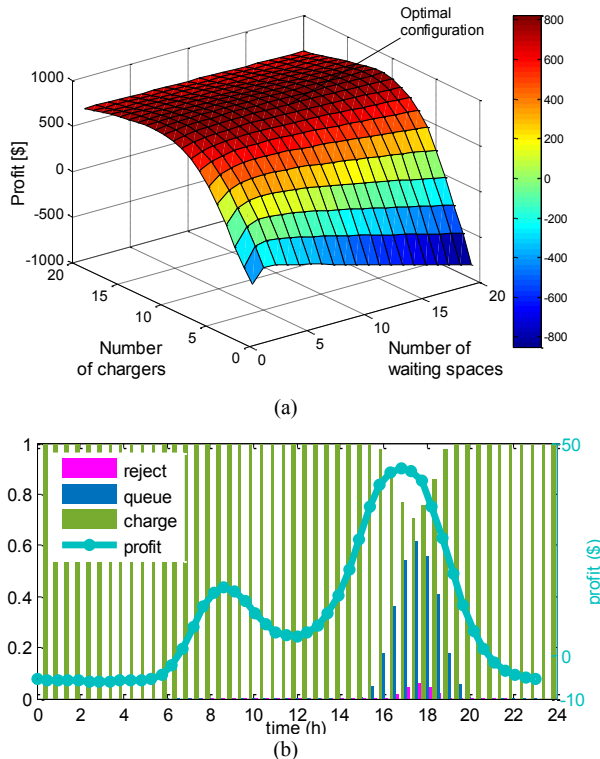 Optimal
configuration
1000
500
0
-500
-1000
Profit [$]
20
15
10
5
0
Number
of chargers
0
5
10
15
20
Number of
waiting spaces
800
600
400
200
0
-200
-400
-600
-800
(a)
1
0.8
0.6
0.4
0.2
0
reject
queue
charge
profit
50
0
-10
profit ($)
0 2 4 6 8 10 12 14 16 18 20 22 24
time (h)
(b)